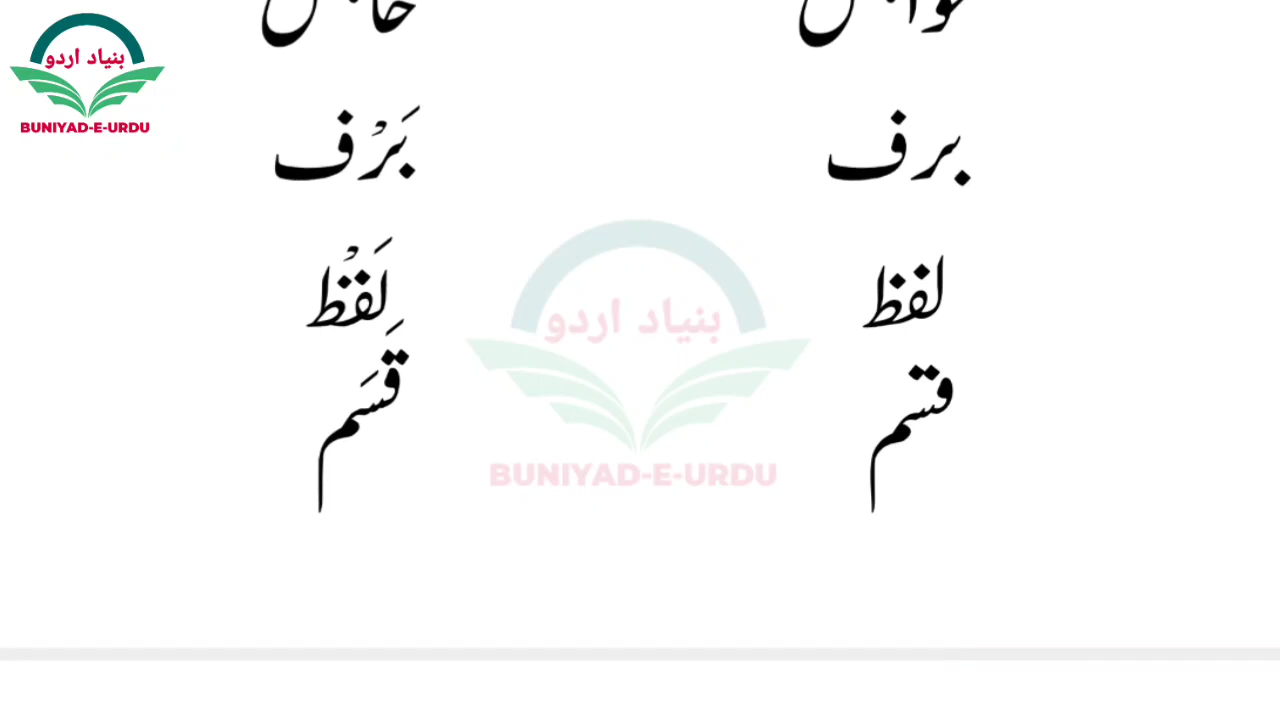 بنیاد اردو
BUNIYAD-E-URDU
برف بَرْف
لفظ لَفْظ
قسم قَسَم
بنیاد اردو
BUNIYAD-E-URDU